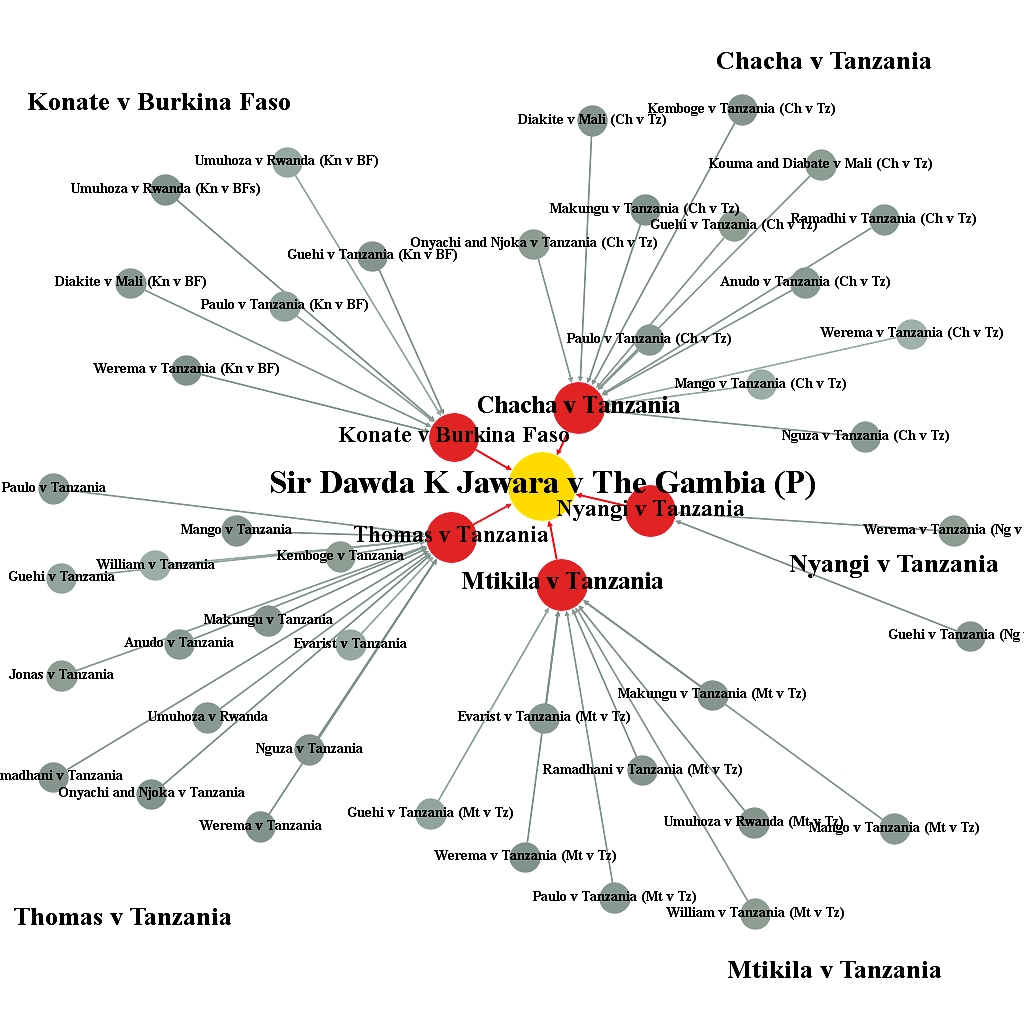 Chacha v Tanzania
Konate v Burkina Faso
Kemboge v Tanzania (Ch v Tz)
Diakite v Mali (Ch v Tz)
Umuhoza v Rwanda (Kn v BF)
Kouma and Diabate v Mali (Ch v Tz)
Umuhoza v Rwanda (Kn v BFs)
Makungu v Tanzania (Ch v Tz)
Ramadhi v Tanzania (Ch v Tz)
Guehi v Tanzania (Ch v Tz)
Onyachi and Njoka v Tanzania (Ch v Tz)
Guehi v Tanzania (Kn v BF)
Diakite v Mali (Kn v BF)
Anudo v Tanzania (Ch v Tz)
Paulo v Tanzania (Kn v BF)
Werema v Tanzania (Ch v Tz)
Paulo v Tanzania (Ch v Tz)
Werema v Tanzania (Kn v BF)
Mango v Tanzania (Ch v Tz)
Chacha v Tanzania
Konate v Burkina Faso
Nguza v Tanzania (Ch v Tz)
Sir Dawda K Jawara v The Gambia (P)
Paulo v Tanzania
Nyangi v Tanzania
Mango v Tanzania
Werema v Tanzania (Ng v
Thomas v Tanzania
Kemboge v Tanzania
William v Tanzania
Nyangi v Tanzania
Guehi v Tanzania
Mtikila v Tanzania
Makungu v Tanzania
Guehi v Tanzania (Ng
Anudo v Tanzania
Evarist v Tanzania
Jonas v Tanzania
Makungu v Tanzania (Mt v Tz)
Umuhoza v Rwanda
Evarist v Tanzania (Mt v Tz)
Nguza v Tanzania
Ramadhani v Tanzania (Mt v Tz)
madhani v Tanzania
Onyachi and Njoka v Tanzania
Guehi v Tanzania (Mt v Tz)
Umuhoza v Rwanda (Mt v Tz)
Werema v Tanzania
Mango v Tanzania (Mt v Tz)
Werema v Tanzania (Mt v Tz)
Paulo v Tanzania (Mt v Tz)
William v Tanzania (Mt v Tz)
Thomas v Tanzania
Mtikila v Tanzania